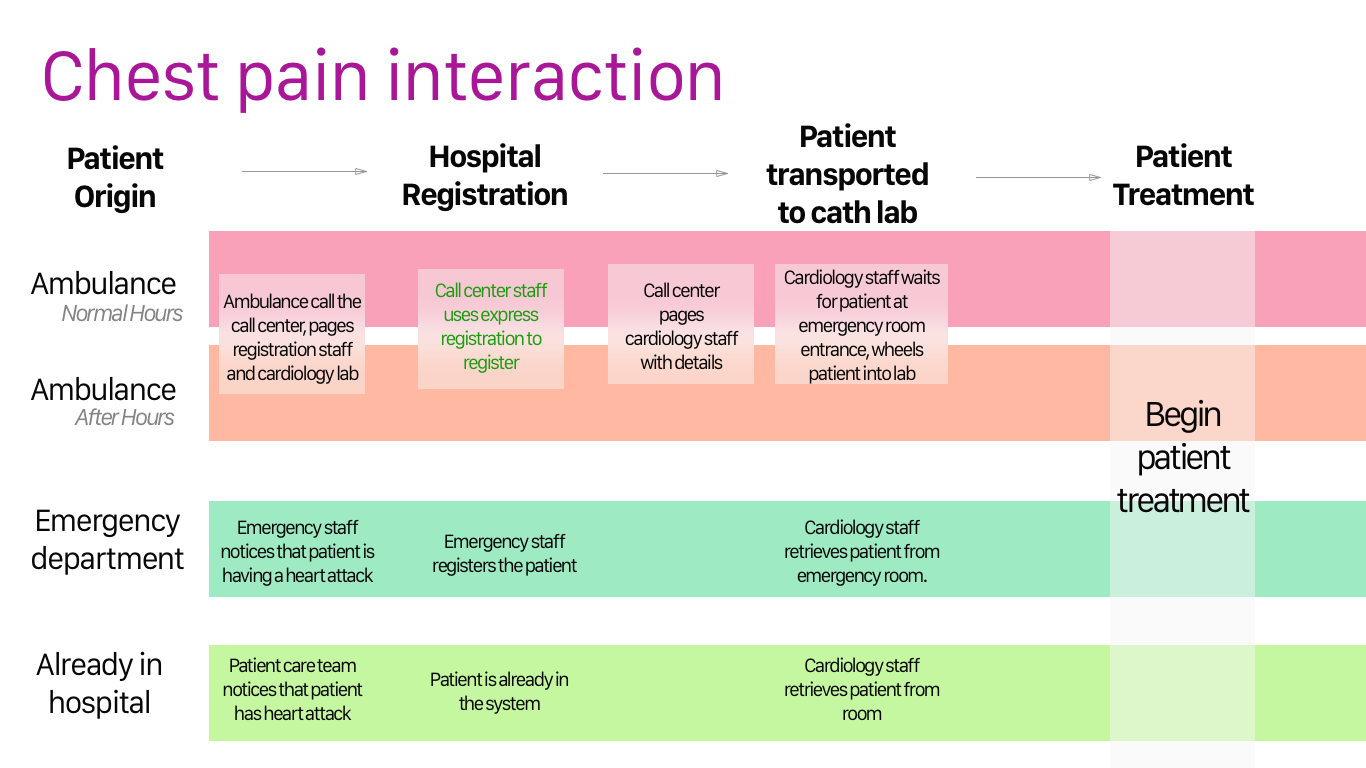 Chest pain interaction
Patient
Origin
Hospital
Registration
Patient
transported
to cath lab
Patient
Treatment
Ambulance
Normal Hours
Ambulance call the
call center, pages
registration staff
and cardiology lab
Call center staff
uses express
registration to
register
Call center
pages
cardiology staff
with details
Cardiology staff waits
for patient at
emergency room
entrance, wheels
patient into lab
Ambulance
After Hours
Begin
patient
treatment
Emergency
department
Emergency staff
notices that patient is
having a heart attack
Emergency staff
registers the patient
Cardiology staff
retrieves patient from
emergency room.
Already in
hospital
Patient care team
notices that patient
has heart attack
Patient is already in
the system
Cardiology staff
retrieves patient from
room